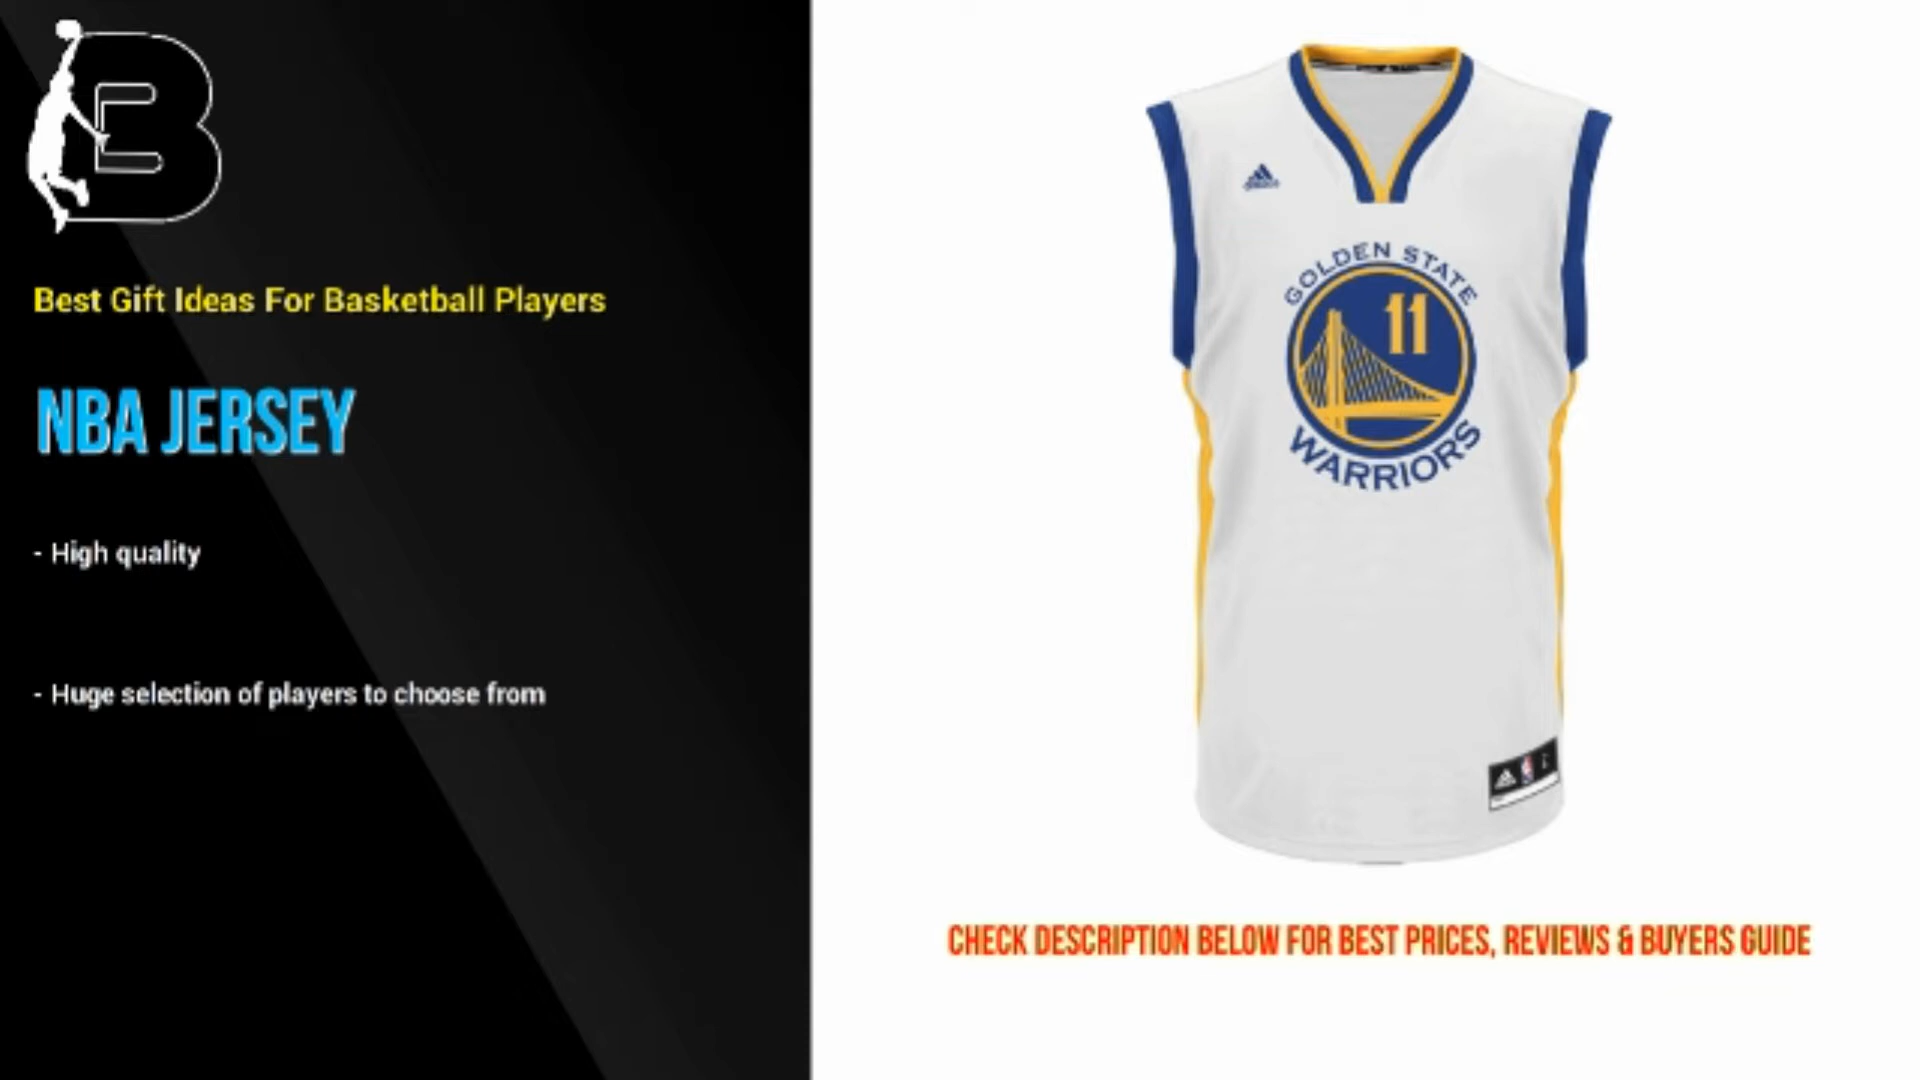 B
Best Gift Ideas For Basketball Players
NBA JERSEY
- High quality
- Huge selection of players to choose from
adidas
GOLDEN STATE
11
WARRIORS
CHECK DESCRIPTION BELOW FOR BEST PRICES, REVIEWS & BUYERS GUIDE